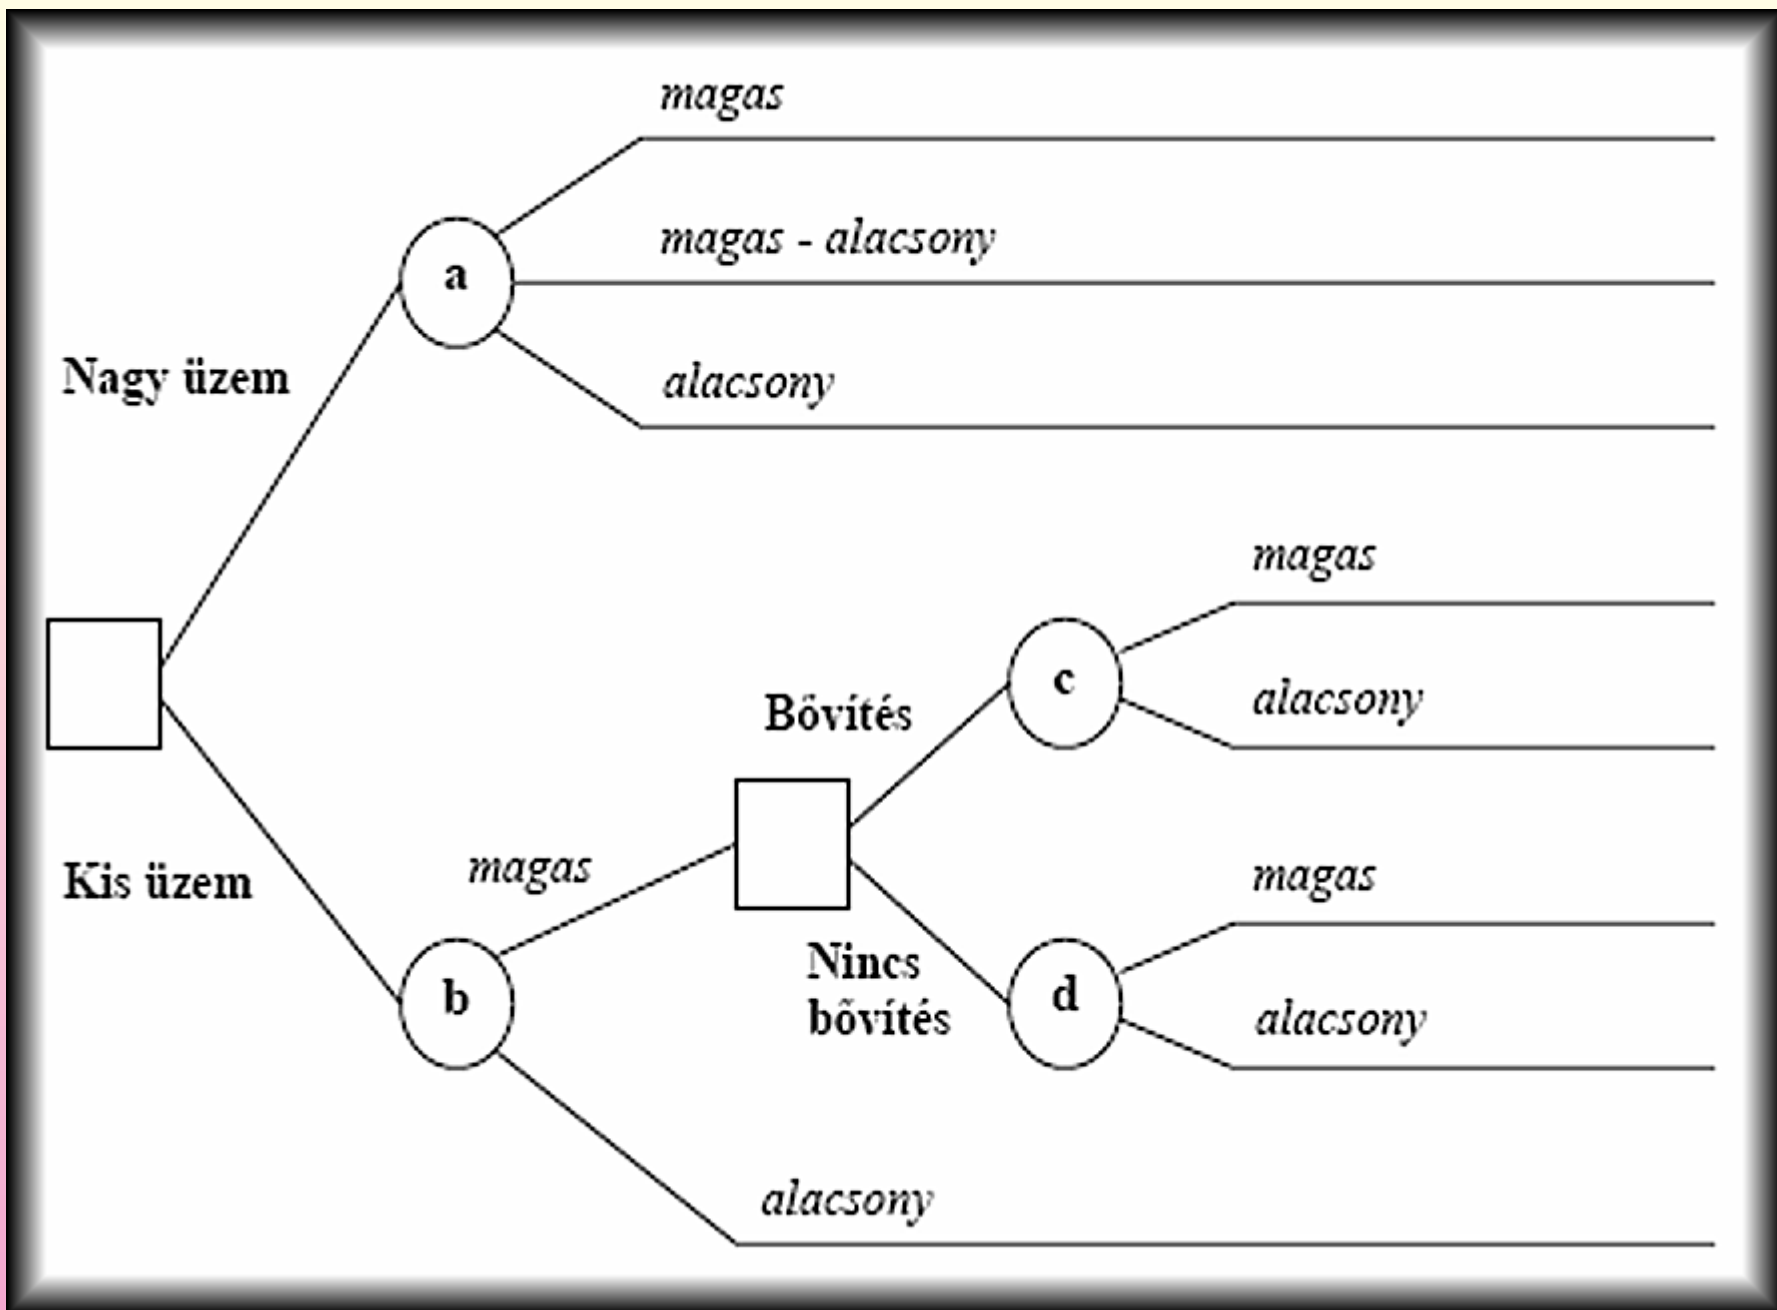 magas
magas - alacsony
a
alacsony
Nagy üzem
magas
c
alacsony
Bővítés
Kis üzem
magas
magas
Nincs
bővítés
b
d
alacsony
alacsony